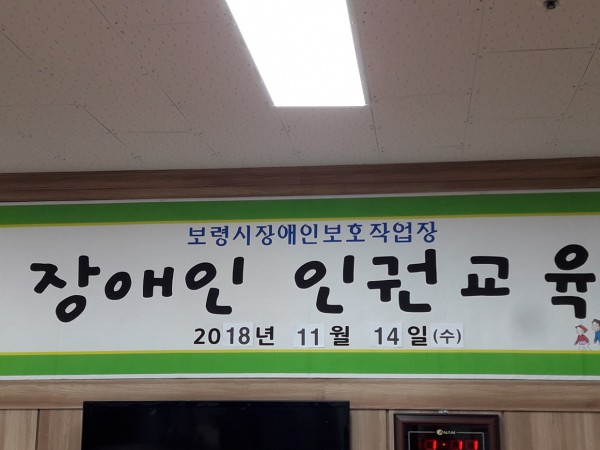 보령시장애인보호작업장
장애인 인권교육
2018년 11월 14일(수)